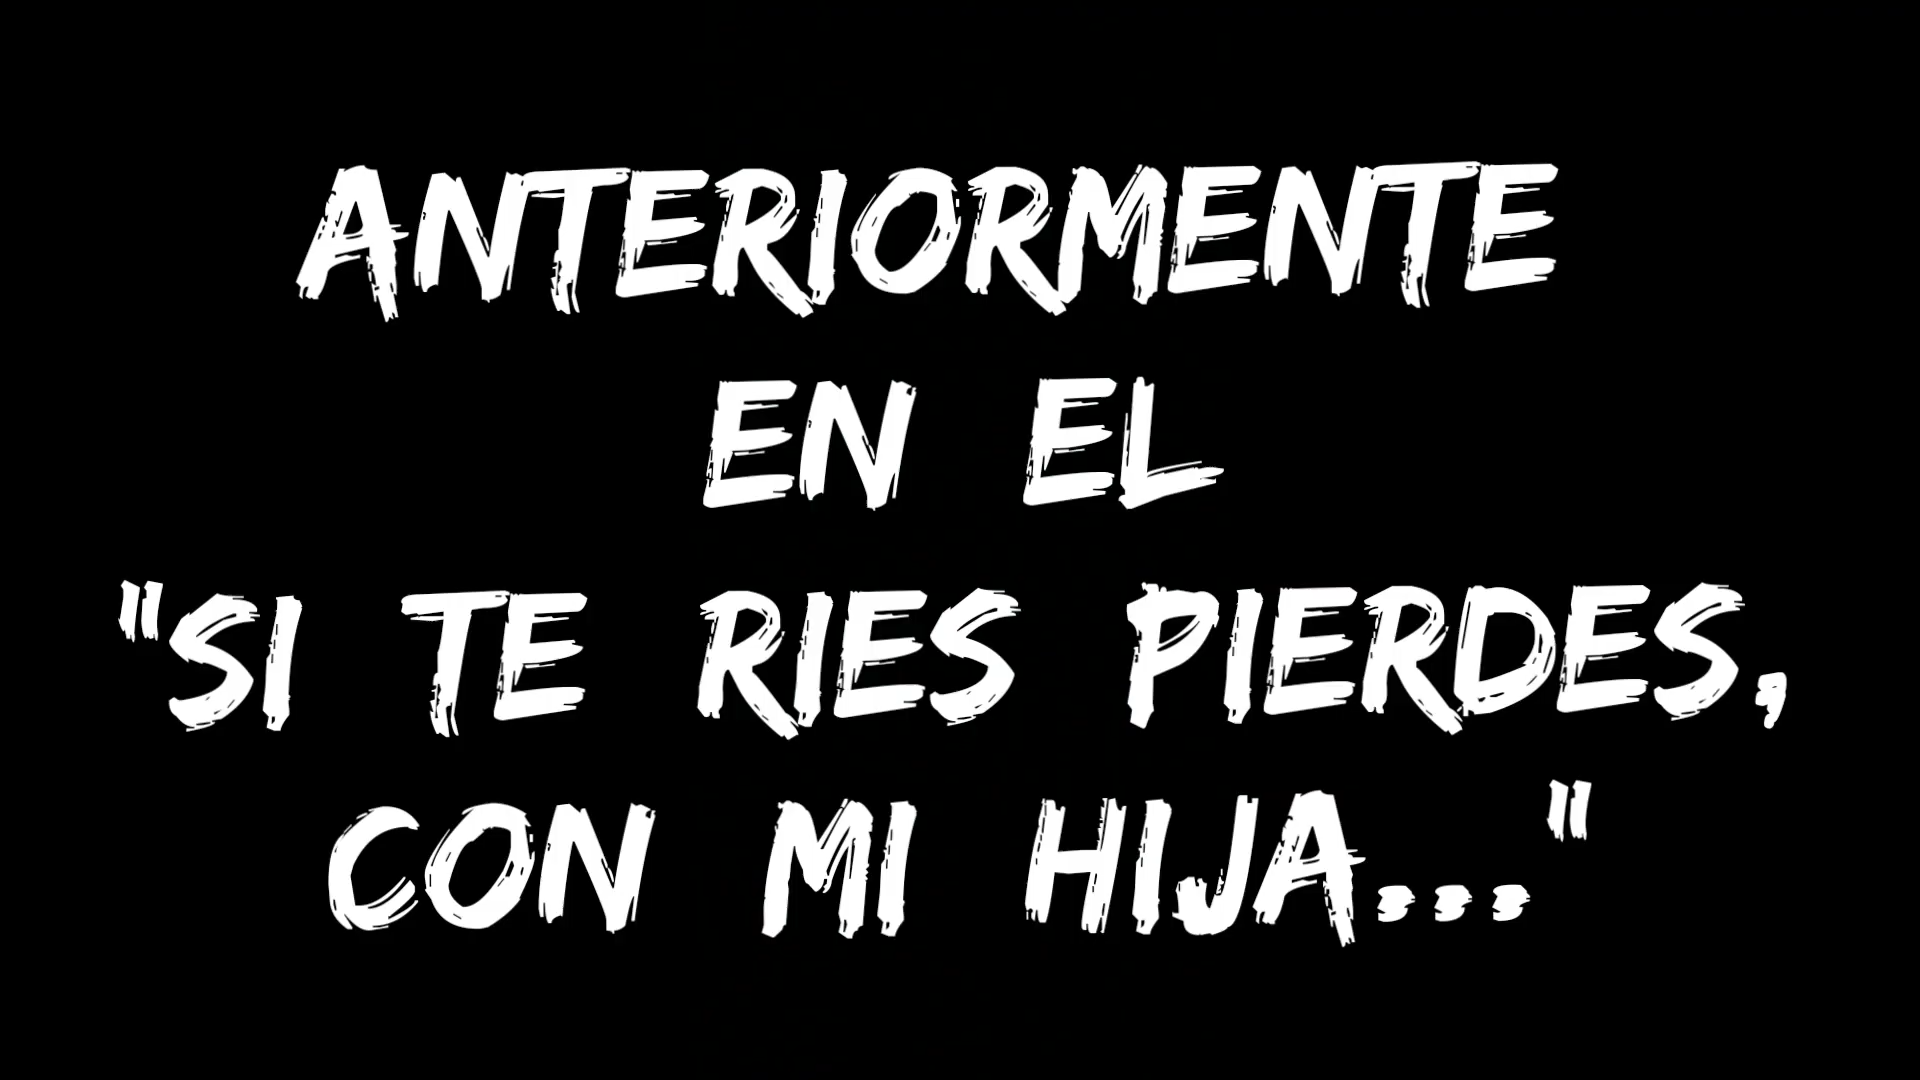 ANTERIORMENTE
EN EL
"SI TE RIES PIERDES,
CON MI HIJA..."